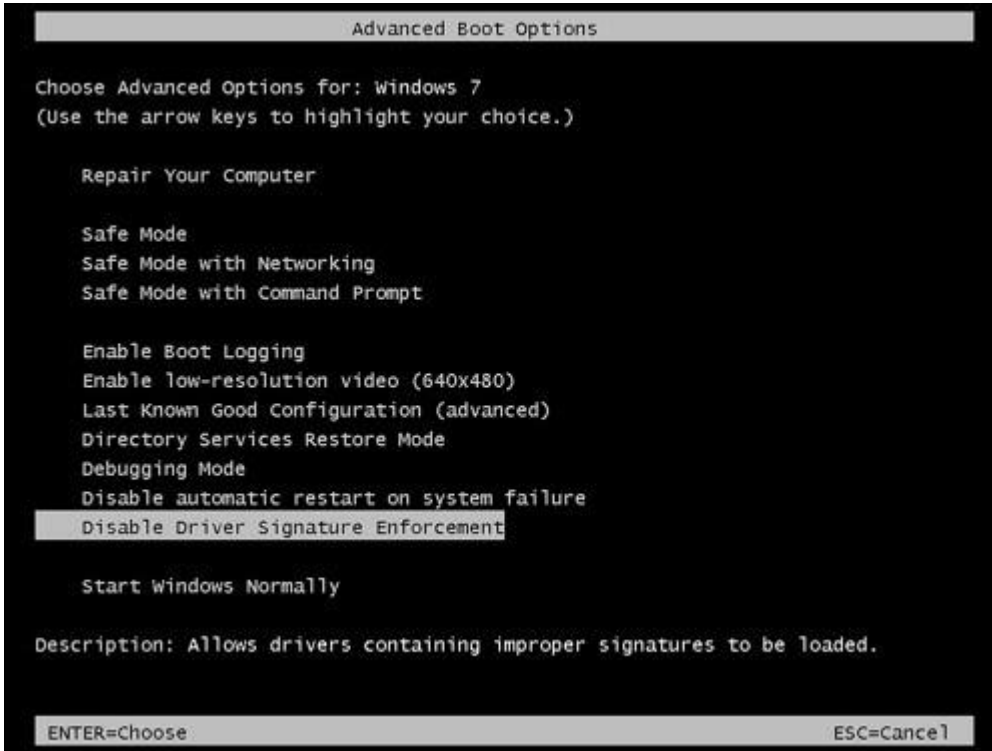 Advanced Boot Options
Choose Advanced Options for: Windows 7
(Use the arrow keys to highlight your choice.)
Repair Your Computer
Safe Mode
Safe Mode with Networking
Safe Mode with Command Prompt
Enable Boot Logging
Enable low-resolution video (640x480)
Last Known Good Configuration (advanced)
Directory Services Restore Mode
Debugging Mode
Disable automatic restart on system failure
Disable Driver Signature Enforcement
Start Windows Normally
Description: Allows drivers containing improper signatures to be loaded.
ENTER=Choose ESC=Cancel